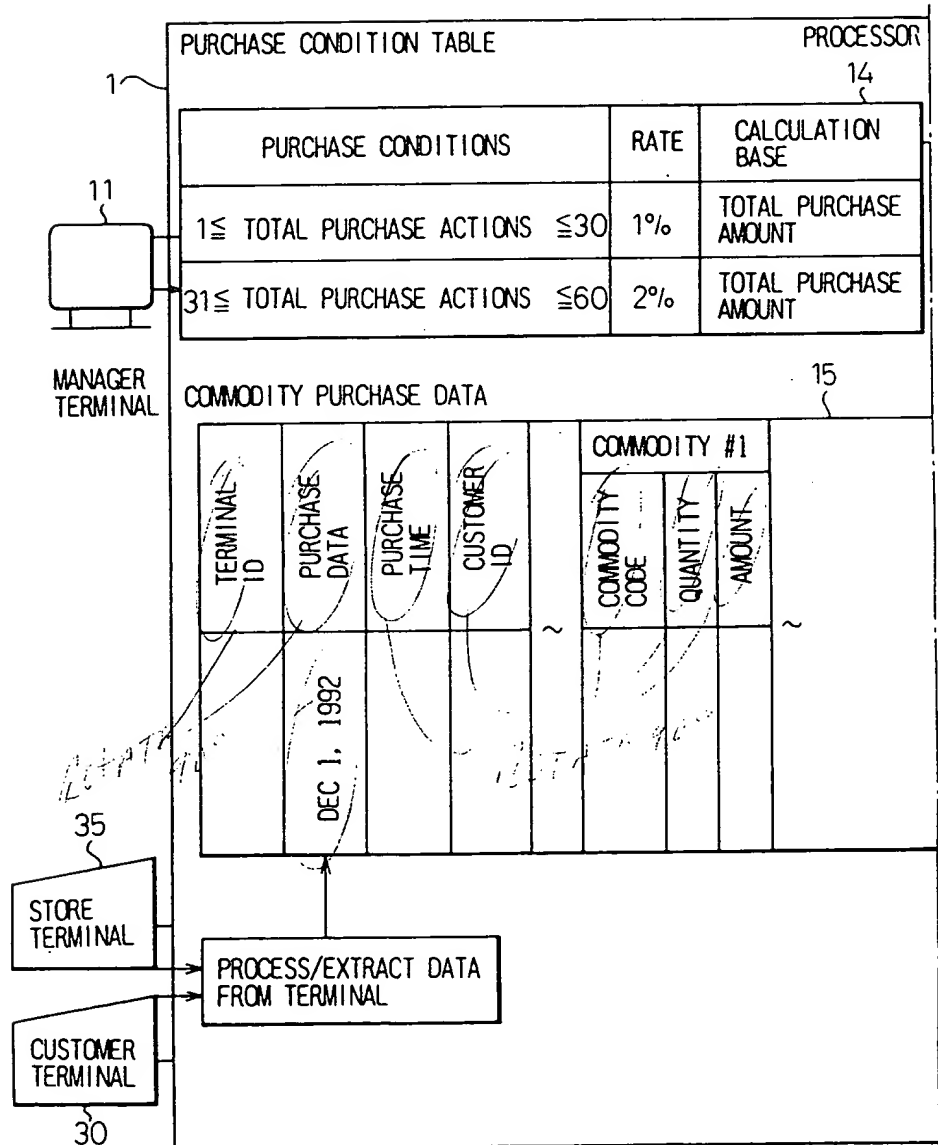 PURCHASE CONDITION TABLE
PROCESSOR
1
14
PURCHASE CONDITIONS
RATE
CALCULATION
BASE
11
1≦ TOTAL PURCHASE ACTIONS ≦30
1%
TOTAL PURCHASE
AMOUNT
31≦ TOTAL PURCHASE ACTIONS ≦60
2%
TOTAL PURCHASE
AMOUNT
MANAGER
TERMINAL
COMMODITY PURCHASE DATA
15
TERMINAL
ID
PURCHASE
DATA
PURCHASE
TIME
CUSTOMER
ID
~
COMMODITY #1
COMMODITY
CODE
QUANTITY
AMOUNT
~
DEC 1, 1992
35
STORE
TERMINAL
PROCESS/EXTRACT DATA
FROM TERMINAL
CUSTOMER
TERMINAL
30